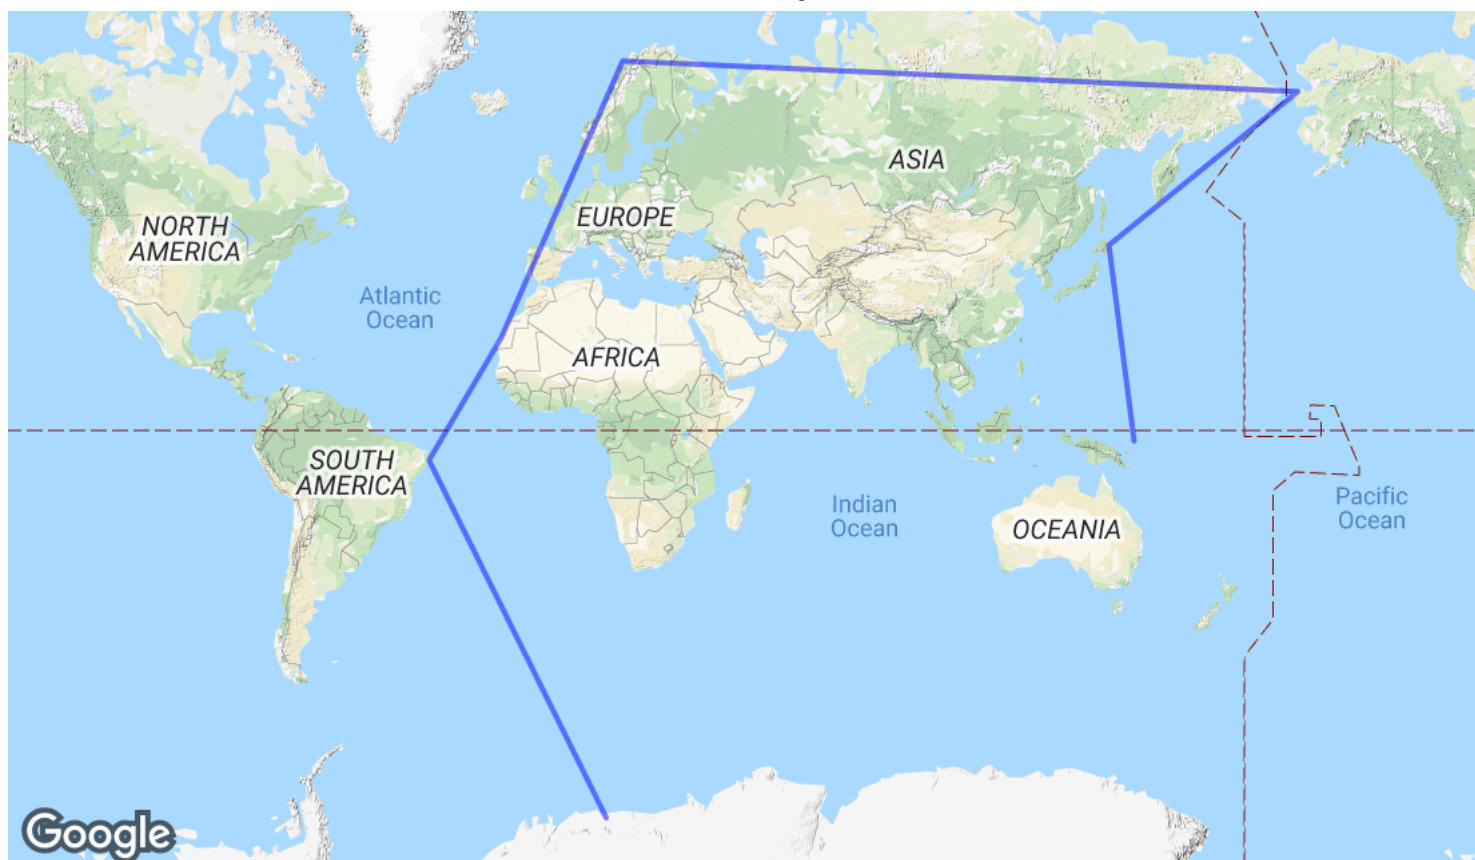 ASIA
NORTH
AMERICA
EUROPE
Atlantic
Ocean
AFRICA
SOUTH
AMERICA
Indian
Ocean
OCEANIA
Pacific
Ocean
Google